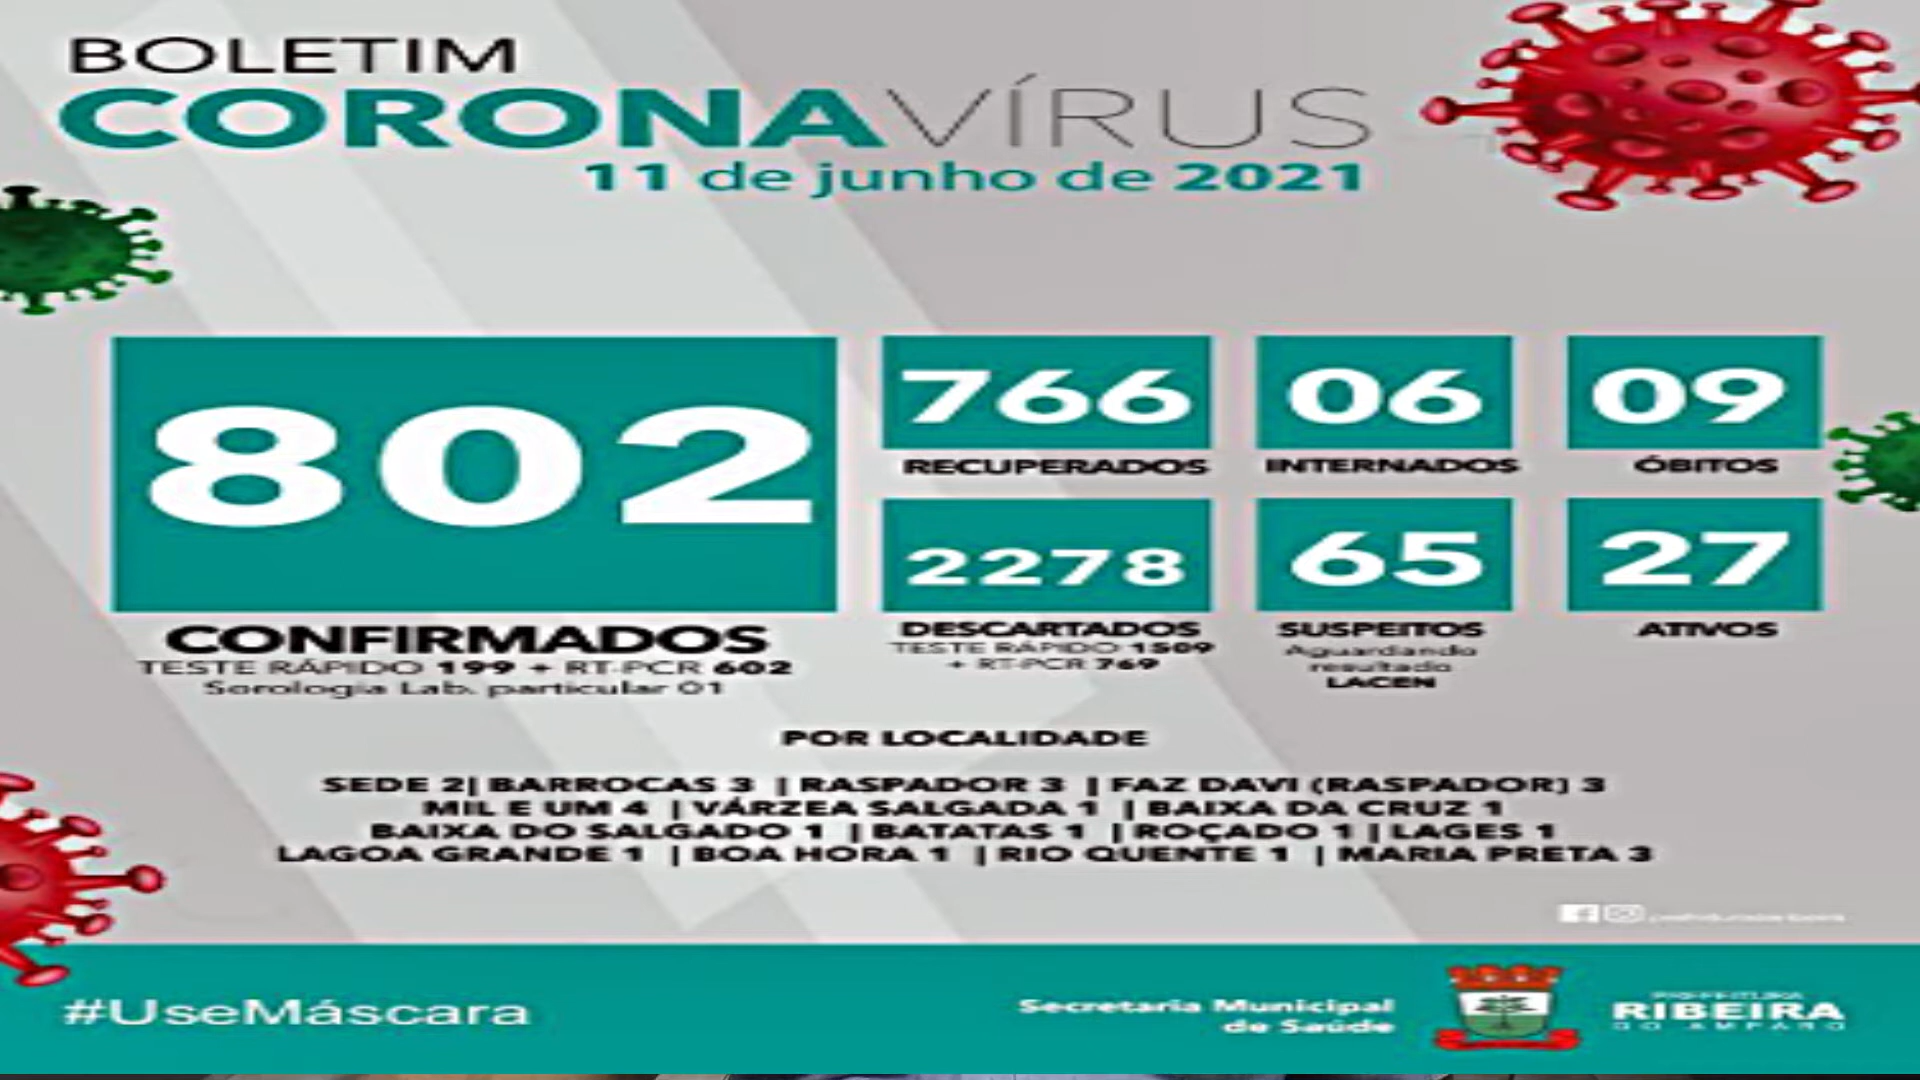 BOLETIM
CORONAVÍRUS
11 de junho de 2021
802
CONFIRMADOS
TESTE RÁPIDO 199 + RT-PCR 602
Sorologia Lab. particular 01
766
RECUPERADOS
06
INTERNADOS
09
ÓBITOS
2278
DESCARTADOS
TESTE RÁPIDO 1509
+ RT-PCR 769
65
SUSPEITOS
Aguardando
resultado
LACEN
27
ATIVOS
POR LOCALIDADE
SEDE 2| BARROCAS 3 | RASPADOR 3 | FAZ DAVI (RASPADOR) 3
MIL E UM 4 | VÁRZEA SALGADA 1 | BAIXA DA CRUZ 1
BAIXA DO SALGADO 1 | BATATAS 1 | ROÇADO 1 | LAGES 1
LAGOA GRANDE 1 | BOA HORA 1 | RIO QUENTE 1 | MARIA PRETA 3
#UseMáscara
Secretaria Municipal
de Saúde
PREFEITURA
RIBEIRA
DO AMPARO